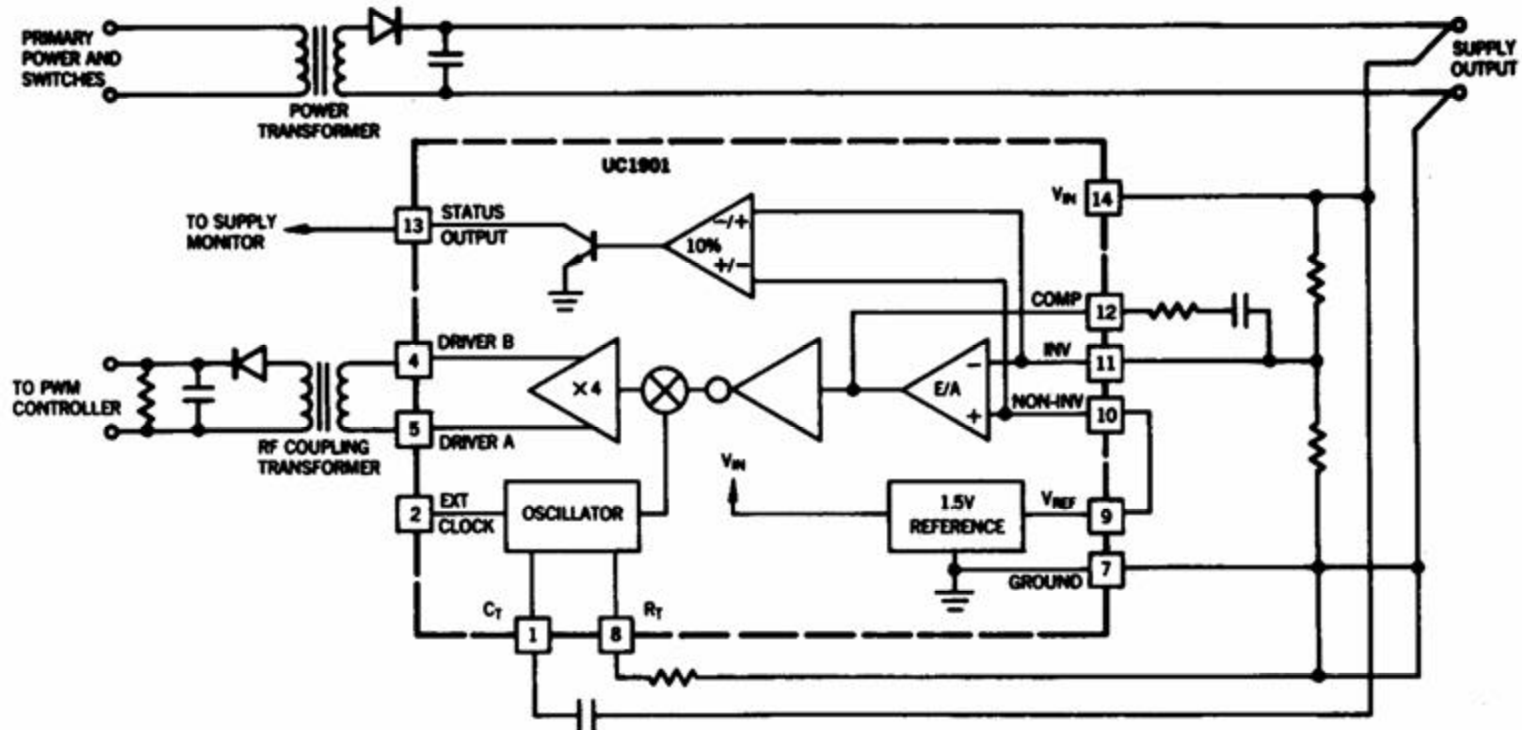 PRIMARY
POWER AND
SWITCHES
POWER
TRANSFORMER
SUPPLY
OUTPUT
UC1901
TO SUPPLY
MONITOR
13
STATUS
OUTPUT
-/+
10%
+/-
VIN
14
COMP
12
INV
11
NON-INV
10
E/A
-
+
4
DRIVER B
×4
TO PWM
CONTROLLER
5
DRIVER A
RF COUPLING
TRANSFORMER
2
EXT
CLOCK
OSCILLATOR
VIN
1.5V
REFERENCE
VREF
9
GROUND
7
CT
1
8
RT